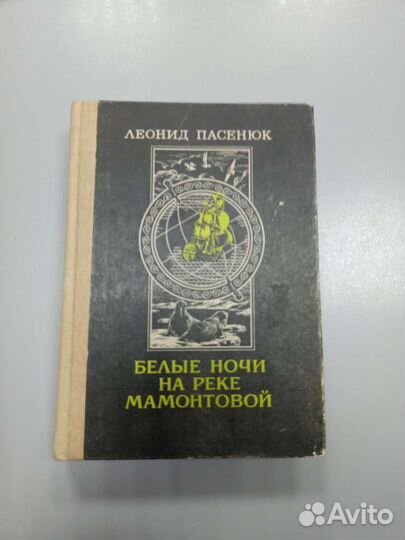 ЛЕОНИД ПАСЕНЮК
БЕЛЫЕ НОЧИ
НА РЕКЕ
МАМОНТОВОЙ
Avito